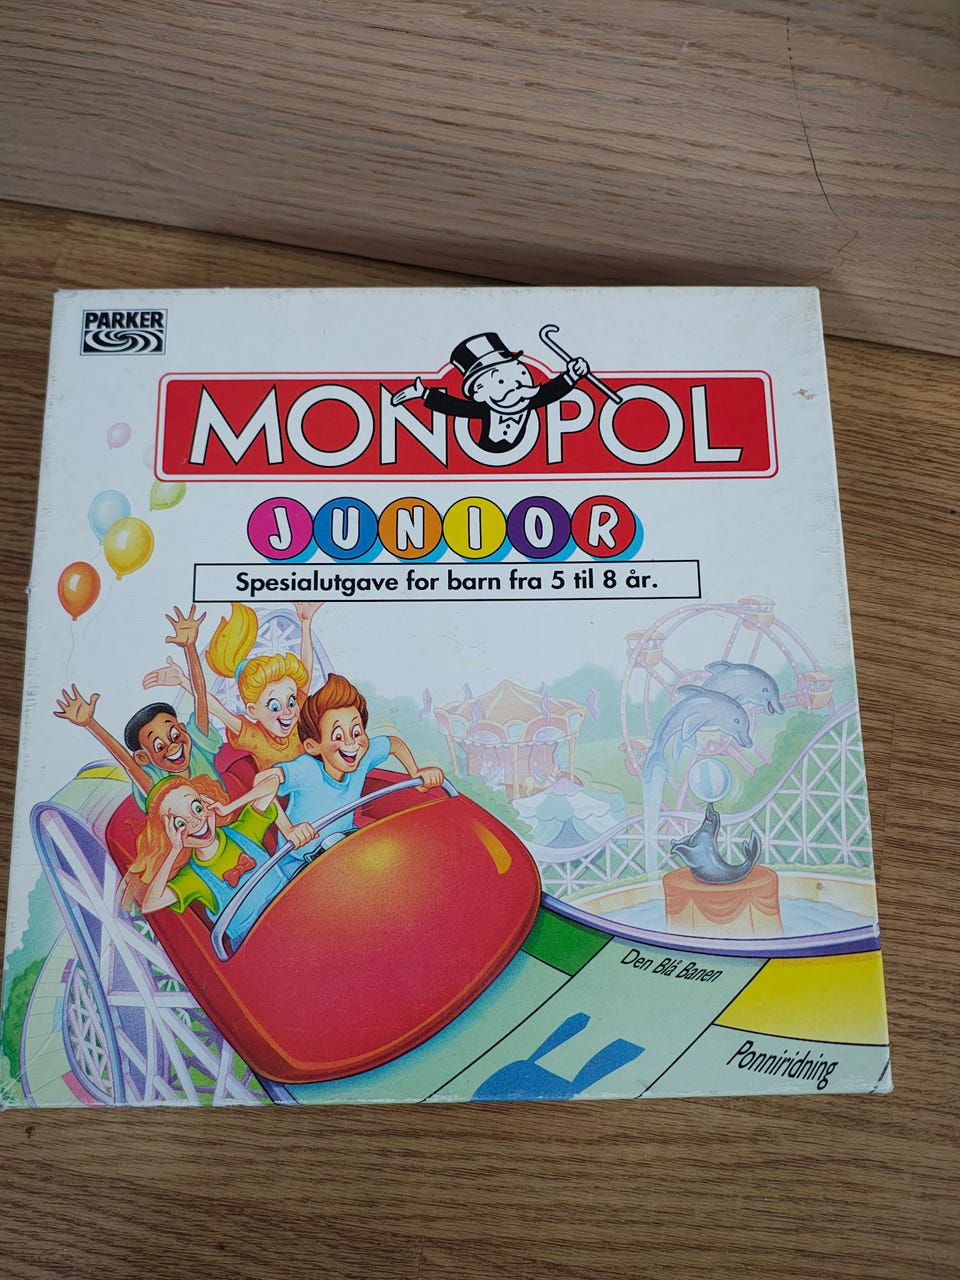 PARKER
MONOPOL
JUNIOR
Spesialutgave for barn fra 5 til 8 år.
Den Blå Banen
Ponniridning